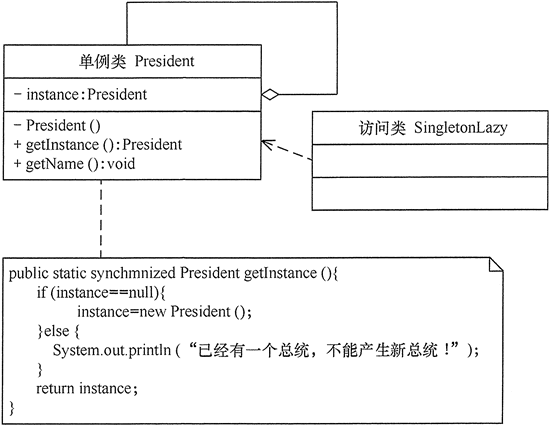 单例类 President
- instance:President
- President()
+ getInstance():President
+ getName():void
访问类 SingletonLazy
public static synchmnized President getInstance(){
if (instance==null){
instance=new President();
}else {
System.out.println(“已经有一个总统，不能产生新总统！”);
}
return instance;
}